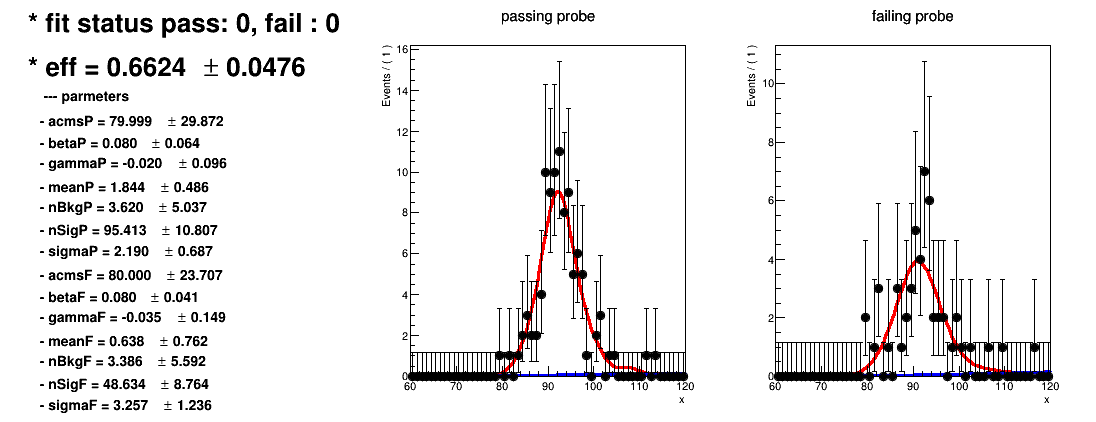 * fit status pass: 0, fail : 0
* eff = 0.6624 ± 0.0476
--- parmeters
- acmsP = 79.999 ± 29.872
- betaP = 0.080 ± 0.064
- gammaP = -0.020 ± 0.096
- meanP = 1.844 ± 0.486
- nBkgP = 3.620 ± 5.037
- nSigP = 95.413 ± 10.807
- sigmaP = 2.190 ± 0.687
- acmsF = 80.000 ± 23.707
- betaF = 0.080 ± 0.041
- gammaF = -0.035 ± 0.149
- meanF = 0.638 ± 0.762
- nBkgF = 3.386 ± 5.592
- nSigF = 48.634 ± 8.764
- sigmaF = 3.257 ± 1.236
passing probe
Events / ( 1 )
16
14
12
10
8
6
4
2
0
60 70 80 90 100 110 120
x
failing probe
Events / ( 1 )
10
8
6
4
2
0
60 70 80 90 100 110 120
x